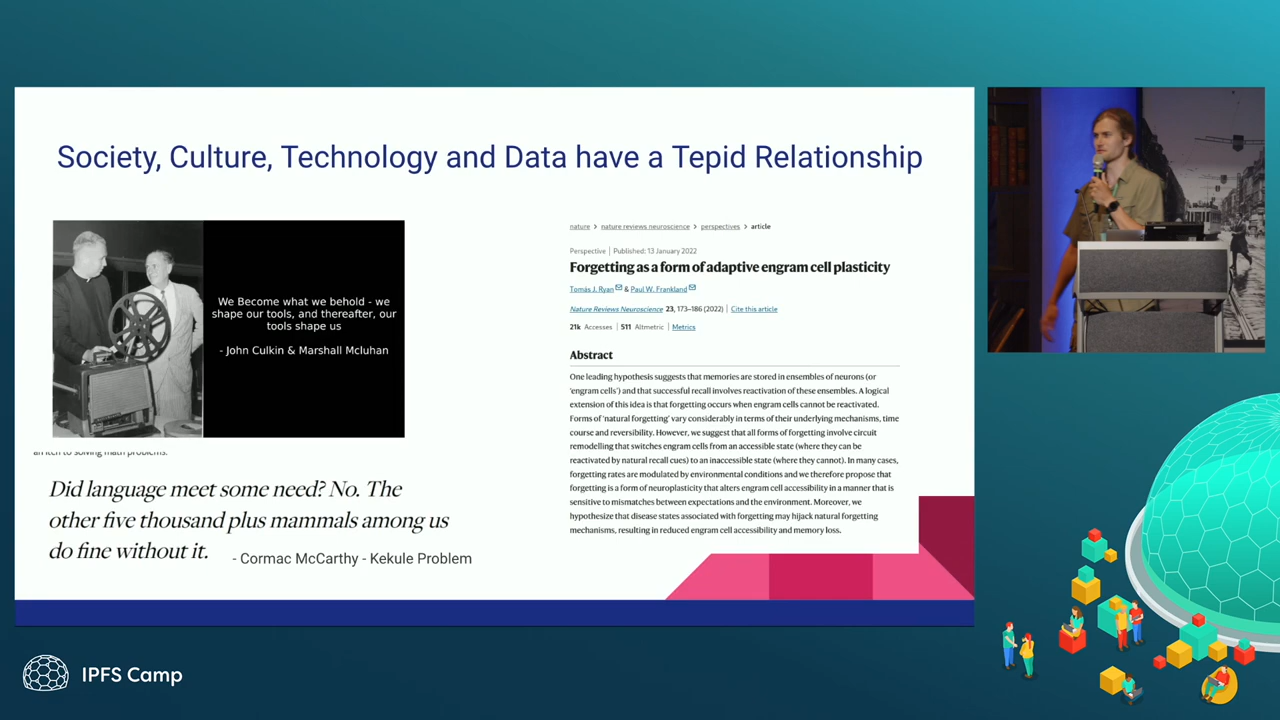 Society, Culture, Technology and Data have a Tepid Relationship
We Become what we behold - we
shape our tools, and thereafter, our
tools shape us
- John Culkin & Marshall Mcluhan
an itch to solving math problems.
Did language meet some need? No. The
other five thousand plus mammals among us
do fine without it.
- Cormac McCarthy - Kekule Problem
nature > nature reviews neuroscience > perspectives > article
Perspective | Published: 13 January 2022
Forgetting as a form of adaptive engram cell plasticity
Tomás J. Ryan & Paul W. Frankland
Nature Reviews Neuroscience 23, 173–186 (2022) | Cite this article
21k Accesses | 511 Altmetric | Metrics
Abstract
One leading hypothesis suggests that memories are stored in ensembles of neurons (or
‘engram cells’) and that successful recall involves reactivation of these ensembles. A logical
extension of this idea is that forgetting occurs when engram cells cannot be reactivated.
Forms of ‘natural forgetting’ vary considerably in terms of their underlying mechanisms, time
course and reversibility. However, we suggest that all forms of forgetting involve circuit
remodelling that switches engram cells from an accessible state (where they can be
reactivated by natural recall cues) to an inaccessible state (where they cannot). In many cases,
forgetting rates are modulated by environmental conditions and we therefore propose that
forgetting is a form of neuroplasticity that alters engram cell accessibility in a manner that is
sensitive to mismatches between expectations and the environment. Moreover, we
hypothesize that disease states associated with forgetting may hijack natural forgetting
mechanisms, resulting in reduced engram cell accessibility and memory loss.
IPFS Camp